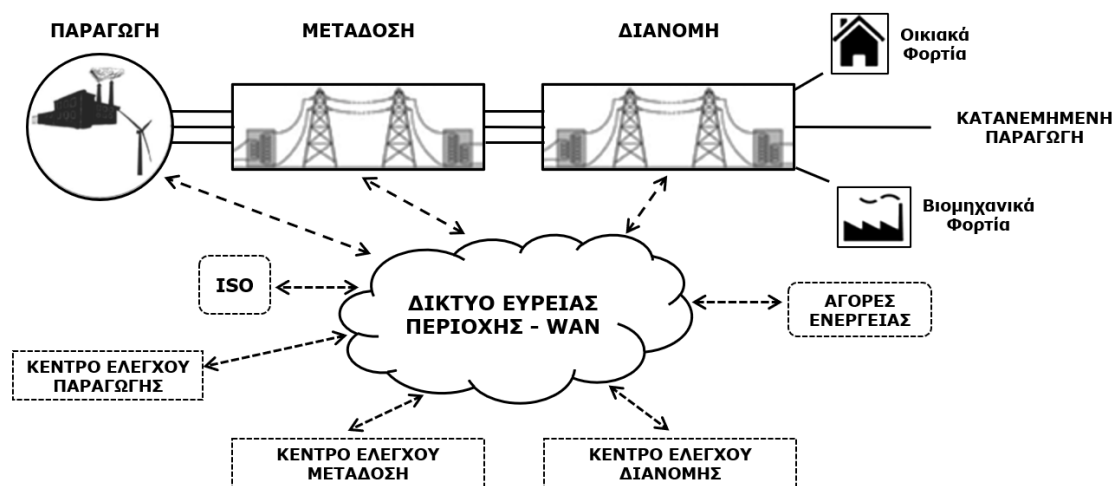 ΠΑΡΑΓΩΓΗ
ΜΕΤΑΔΟΣΗ
ΔΙΑΝΟΜΗ
Οικιακά
Φορτία
ΚΑΤΑΝΕΜΗΜΕΝΗ
ΠΑΡΑΓΩΓΗ
Βιομηχανικά
Φορτία
ISO
ΔΙΚΤΥΟ ΕΥΡΕΙΑΣ
ΠΕΡΙΟΧΗΣ - WAN
ΑΓΟΡΕΣ
ΕΝΕΡΓΕΙΑΣ
ΚΕΝΤΡΟ ΕΛΕΓΧΟΥ
ΠΑΡΑΓΩΓΗΣ
ΚΕΝΤΡΟ ΕΛΕΓΧΟΥ
ΜΕΤΑΔΟΣΗ
ΚΕΝΤΡΟ ΕΛΕΓΧΟΥ
ΔΙΑΝΟΜΗΣ